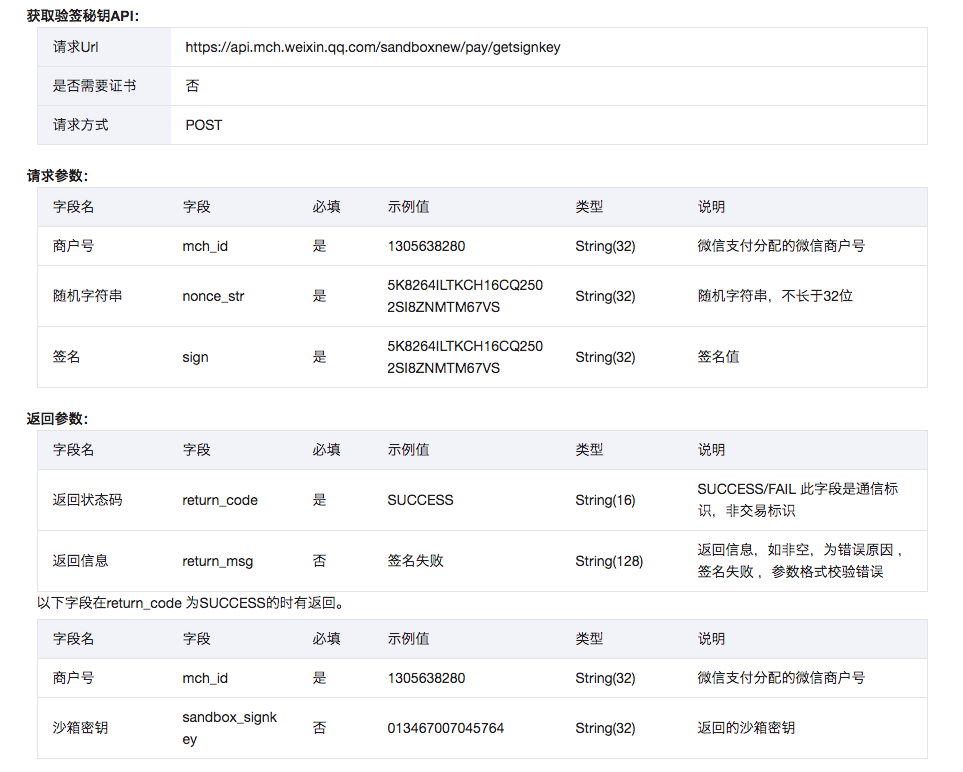 获取验签秘钥API：
请求Url https://api.mch.weixin.qq.com/sandboxnew/pay/getsignkey
是否需要证书 否
请求方式 POST
请求参数：
字段名 字段 必填 示例值 类型 说明
商户号 mch_id 是 1305638280 String(32) 微信支付分配的微信商户号
随机字符串 nonce_str 是 5K8264ILTKCH16CQ250 String(32) 随机字符串，不长于32位
2SI8ZNMTM67VS
签名 sign 是 5K8264ILTKCH16CQ250 String(32) 签名值
2SI8ZNMTM67VS
返回参数：
字段名 字段 必填 示例值 类型 说明
返回状态码 return_code 是 SUCCESS String(16) SUCCESS/FAIL 此字段是通信标
识，非交易标识
返回信息 return_msg 否 签名失败 String(128) 返回信息，如非空，为错误原因 ，
签名失败 ，参数格式校验错误
以下字段在return_code 为SUCCESS的时有返回。
字段名 字段 必填 示例值 类型 说明
商户号 mch_id 是 1305638280 String(32) 微信支付分配的微信商户号
沙箱密钥 sandbox_signk 否 013467007045764 String(32) 返回的沙箱密钥
ey